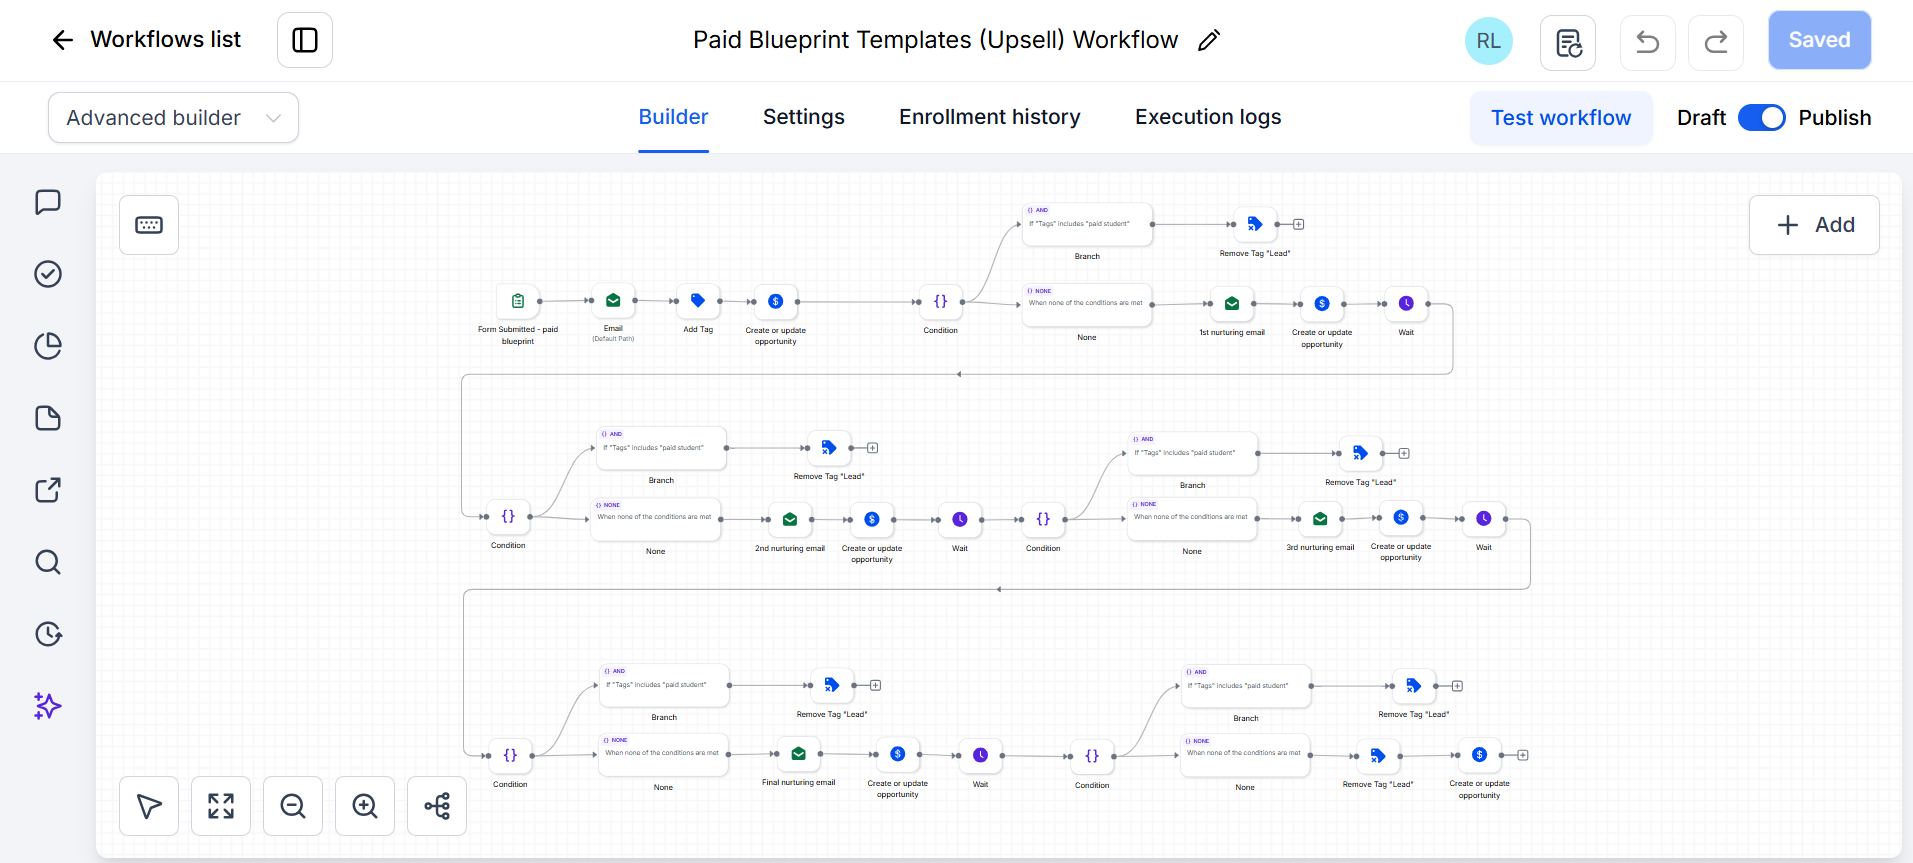 Workflows list
Paid Blueprint Templates (Upsell) Workflow
RL
Saved
Advanced builder
Builder
Settings
Enrollment history
Execution logs
Test workflow
Draft
Publish
Add
{} AND
If "Tags" includes "paid student"
Branch
Remove Tag "Lead"
Form Submitted - paid
blueprint
Email
(Default Path)
Add Tag
Create or update
opportunity
Condition
{} NONE
When none of the conditions are met
None
1st nurturing email
Create or update
opportunity
Wait
{} AND
If "Tags" includes "paid student"
Branch
Remove Tag "Lead"
{} AND
If "Tags" includes "paid student"
Branch
Remove Tag "Lead"
Condition
{} NONE
When none of the conditions are met
None
2nd nurturing email
Create or update
opportunity
Wait
Condition
{} NONE
When none of the conditions are met
None
3rd nurturing email
Create or update
opportunity
Wait
{} AND
If "Tags" includes "paid student"
Branch
Remove Tag "Lead"
{} AND
If "Tags" includes "paid student"
Branch
Remove Tag "Lead"
Condition
{} NONE
When none of the conditions are met
None
Final nurturing email
Create or update
opportunity
Wait
Condition
{} NONE
When none of the conditions are met
None
Remove Tag "Lead"
Create or update
opportunity